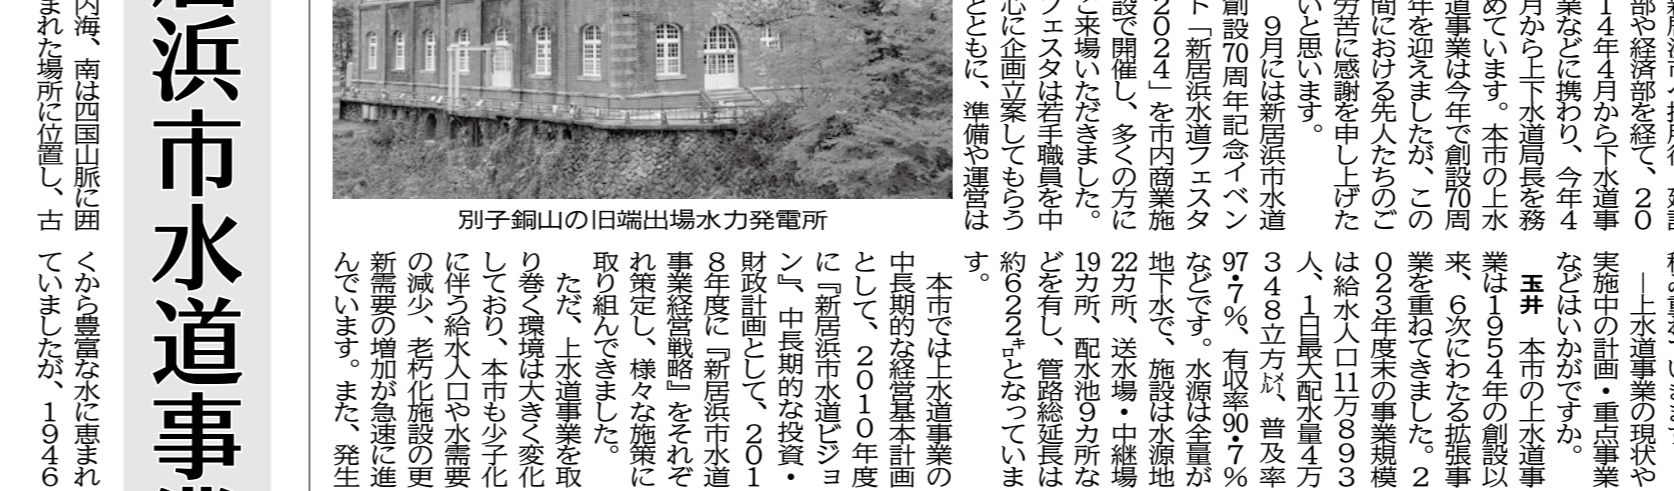 部や経済部を経て、20
14年4月から下水道事
業などに携わり、今年4
月から上下水道局長を務
めています。本市の上水
道事業は今年で創設70周
年を迎えましたが、この
間における先人たちのご
労苦に感謝を申し上げた
いと思います。
9月には新居浜市水道
創設70周年記念イベン
ト「新居浜水道フェスタ
2024」を市内商業施
設で開催し、多くの方に
ご来場いただきました。
フェスタは若手職員を中
心に企画立案してもらう
とともに、準備や運営は
―上水道事業の現状や
実施中の計画・重点事業
などはいかがですか。
玉井　本市の上水道事
業は1954年の創設以
来、6次にわたる拡張事
業を重ねてきました。2
023年度末の事業規模
は給水人口11万8893
人、1日最大配水量4万
348立方㍍、普及率
97・7％、有収率90・7％
などです。水源は全量が
地下水で、施設は水源地
22カ所、送水場・中継場
19カ所、配水池9カ所な
どを有し、管路総延長は
約622㌔となっていま
す。
本市では上水道事業の
中長期的な経営基本計画
として、2010年度
に『新居浜市水道ビジョ
ン』、中長期的な投資・
財政計画として、201
8年度に『新居浜市水道
事業経営戦略』をそれぞ
れ策定し、様々な施策に
取り組んできました。
ただ、上水道事業を取
り巻く環境は大きく変化
しており、本市も少子化
に伴う給水人口や水需要
の減少、老朽化施設の更
新需要の増加が急速に進
んでいます。また、発生
別子銅山の旧端出場水力発電所
居浜市水道事業
内海、南は四国山脈に囲
まれた場所に位置し、古
くから豊富な水に恵まれ
ていましたが、1946